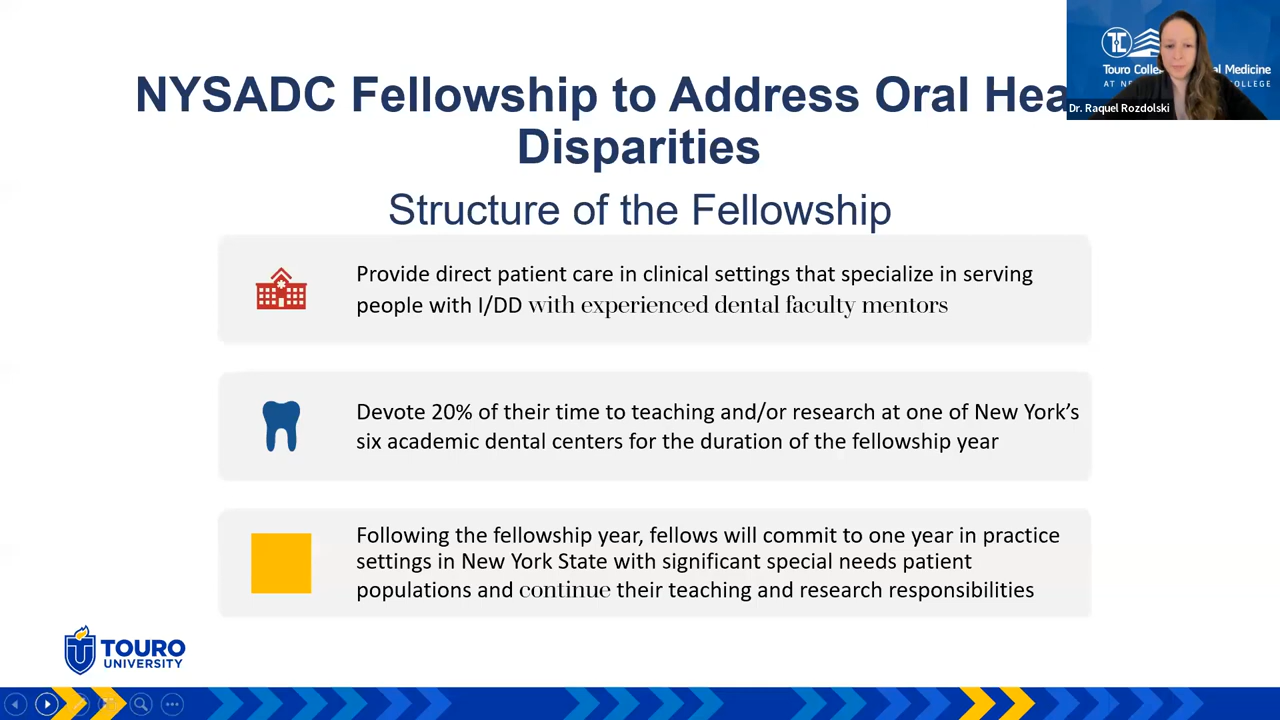 NYSADC Fellowship to Address Oral Hea
Disparities
Structure of the Fellowship
Provide direct patient care in clinical settings that specialize in serving
people with I/DD with experienced dental faculty mentors
Devote 20% of their time to teaching and/or research at one of New York's
six academic dental centers for the duration of the fellowship year
Following the fellowship year, fellows will commit to one year in practice
settings in New York State with significant special needs patient
populations and continue their teaching and research responsibilities
TOURO
UNIVERSITY
Touro Colle al Medicine
AT NE COLLEGE
Dr. Raquel Rozdolski